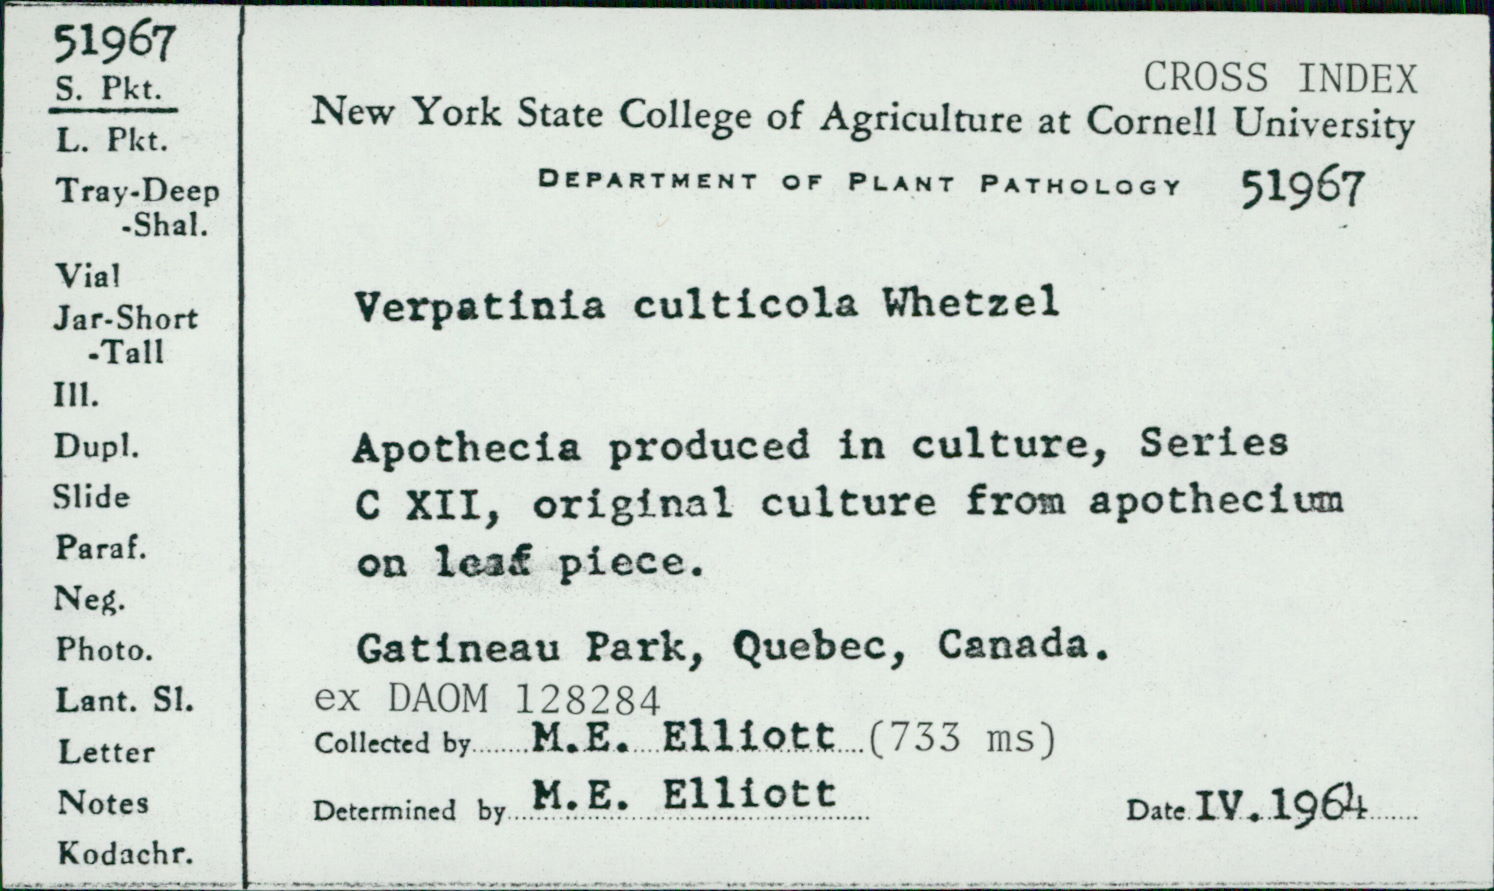 51967
S. Pkt.
L. Pkt.
Tray-Deep
-Shal.
Vial
Jar-Short
-Tall
Ill.
Dupl.
Slide
Paraf.
Neg.
Photo.
Lant. Sl.
Letter
Notes
Kodachr.
CROSS INDEX
New York State College of Agriculture at Cornell University
DEPARTMENT OF PLANT PATHOLOGY 51967
Verpatinia culticola Whetzel
Apothecia produced in culture, Series
C XII, original culture from apothecium
on leaf piece.
Gatineau Park, Quebec, Canada.
ex DAOM 128284
Collected by M.E. Elliott (733 ms)
Determined by M.E. Elliott
Date IV.1964